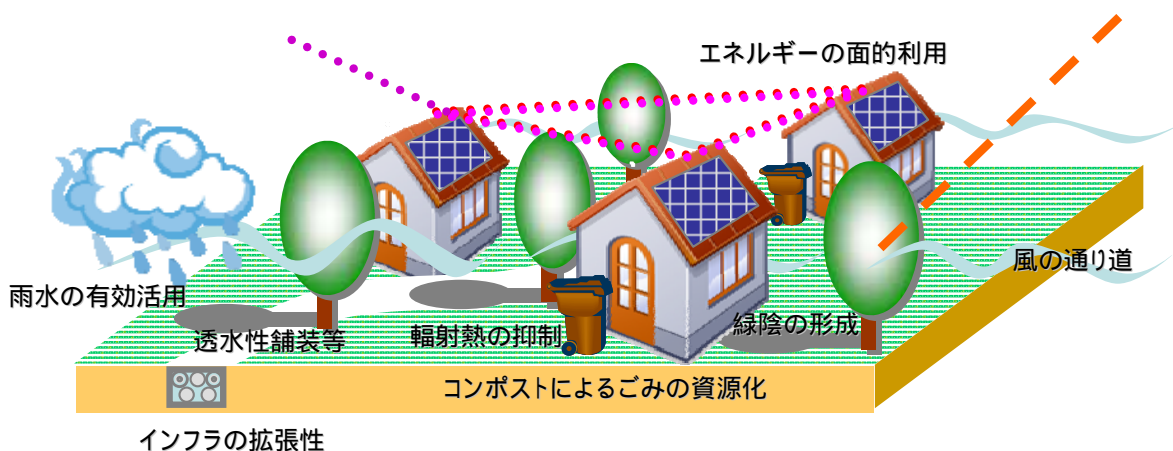 エネルギーの面的利用
風の通り道
雨水の有効活用
緑陰の形成
透水性舗装等
輻射熱の抑制
コンポストによるごみの資源化
インフラの拡張性